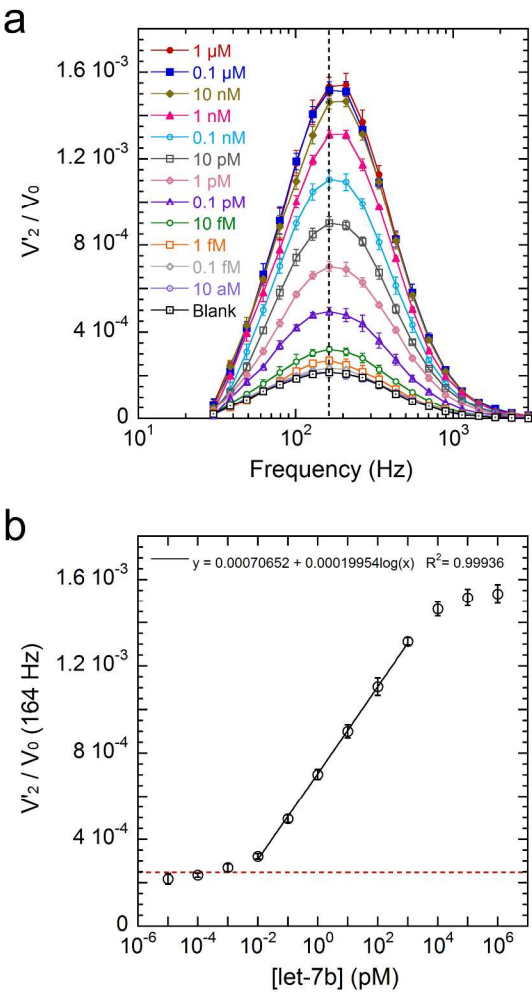 a
1.6 10⁻³
1.2 10⁻³
8 10⁻⁴
4 10⁻⁴
0
V'₂ / V₀
1 µM
0.1 µM
10 nM
1 nM
0.1 nM
10 pM
1 pM
0.1 pM
10 fM
1 fM
0.1 fM
10 aM
Blank
10¹ 10² 10³
Frequency (Hz)
b
y = 0.00070652 + 0.00019954log(x) R²= 0.99936
1.6 10⁻³
1.2 10⁻³
8 10⁻⁴
4 10⁻⁴
0
V'₂ / V₀ (164 Hz)
10⁻⁶ 10⁻⁴ 10⁻² 10⁰ 10² 10⁴ 10⁶ 10⁷
[let-7b] (pM)